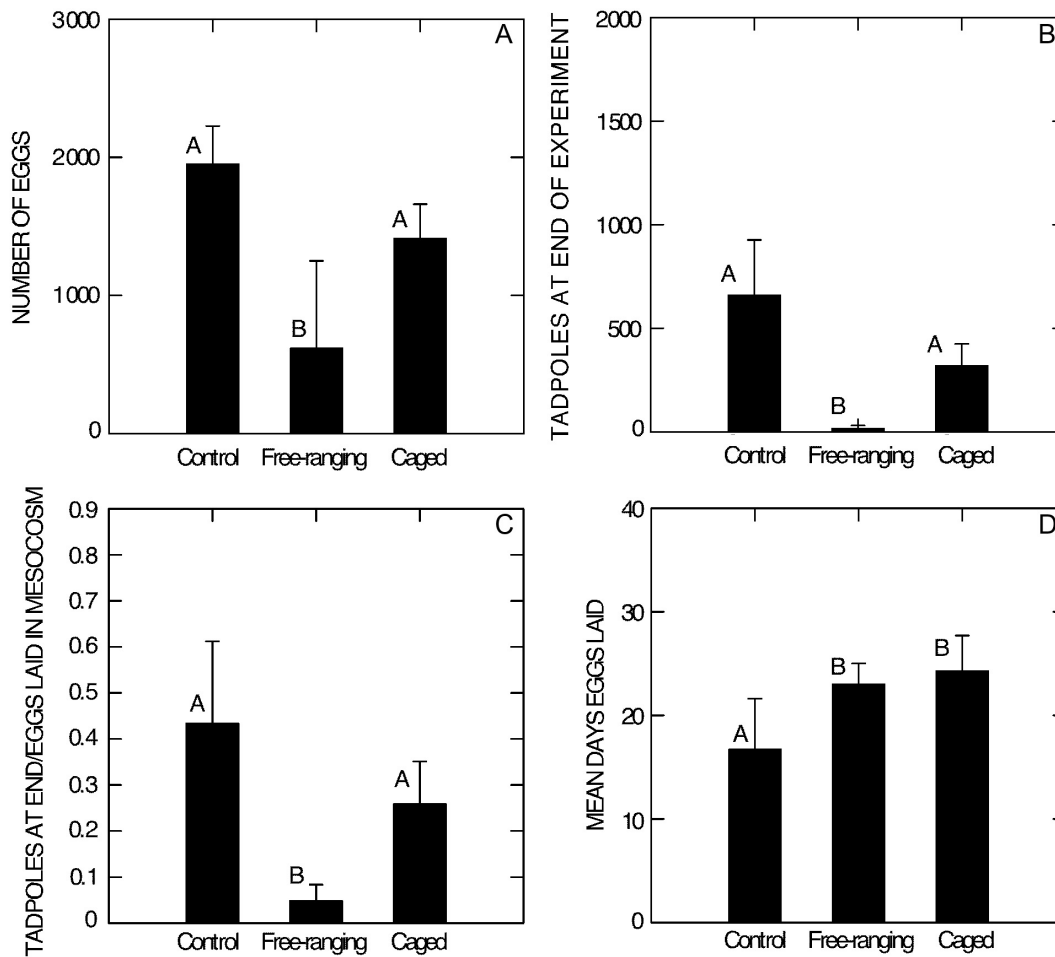 NUMBER OF EGGS
3000
2000
1000
0
A
A
B
A
Control
Free-ranging
Caged
TADPOLES AT END OF EXPERIMENT
2000
1500
1000
500
0
B
A
B
A
Control
Free-ranging
Caged
TADPOLES AT END/EGGS LAID IN MESOCOSM
0.9
0.8
0.7
0.6
0.5
0.4
0.3
0.2
0.1
0
C
A
B
A
Control
Free-ranging
Caged
MEAN DAYS EGGS LAID
40
30
20
10
0
D
A
B
B
Control
Free-ranging
Caged